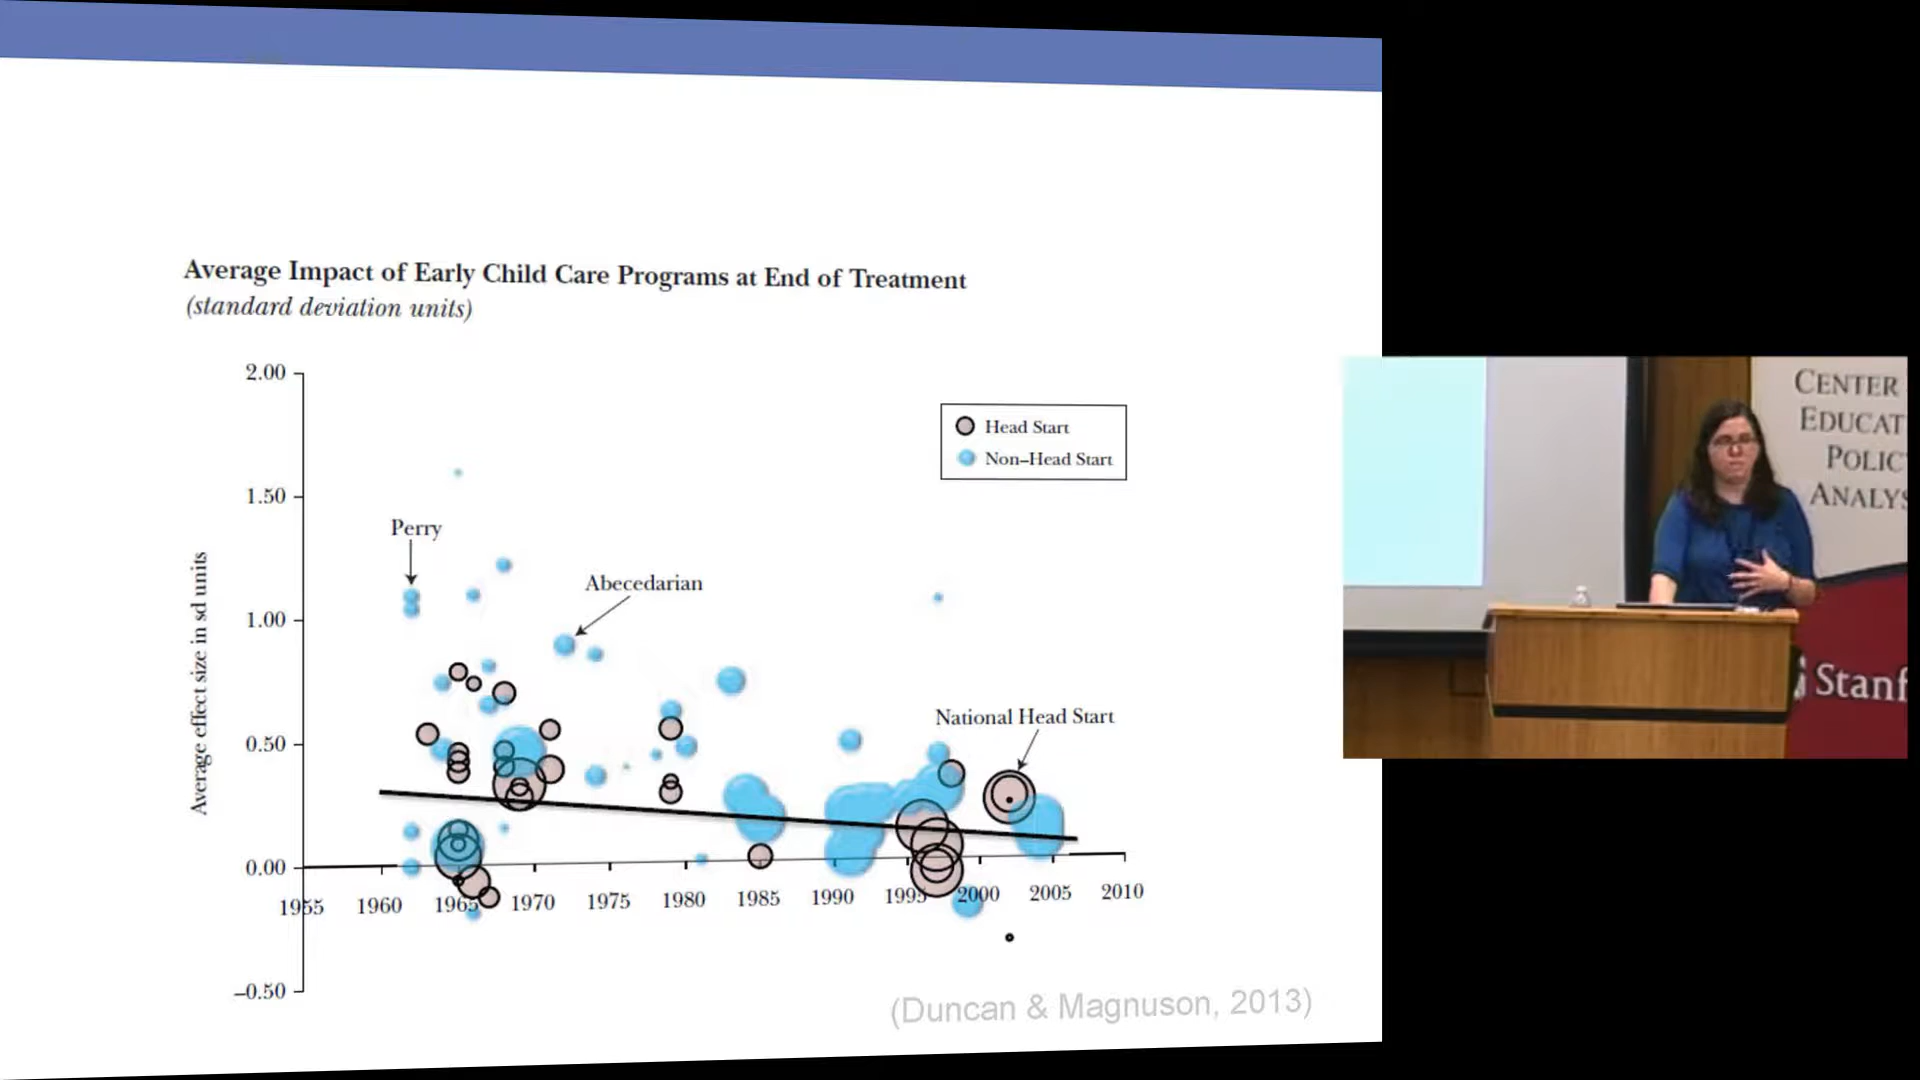 Average Impact of Early Child Care Programs at End of Treatment
(standard deviation units)
2.00
1.50
1.00
0.50
0.00
–0.50
Average effect size in sd units
Head Start
Non–Head Start
Perry
Abecedarian
National Head Start
1955 1960 1965 1970 1975 1980 1985 1990 1995 2000 2005 2010
(Duncan & Magnuson, 2013)
CENTER
EDUCAT
POLIC
ANALYS
Stanf